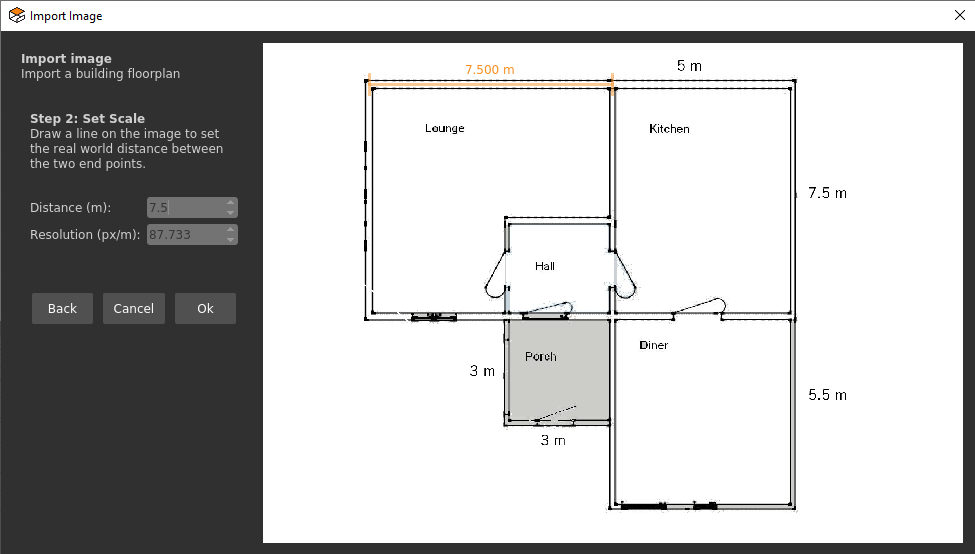 Import Image
Import image
Import a building floorplan
Step 2: Set Scale
Draw a line on the image to set
the real world distance between
the two end points.
Distance (m): 7.5
Resolution (px/m): 87.733
Back Cancel Ok
7.500 m
5 m
Lounge
Kitchen
7.5 m
Hall
Diner
Porch
3 m
5.5 m
3 m